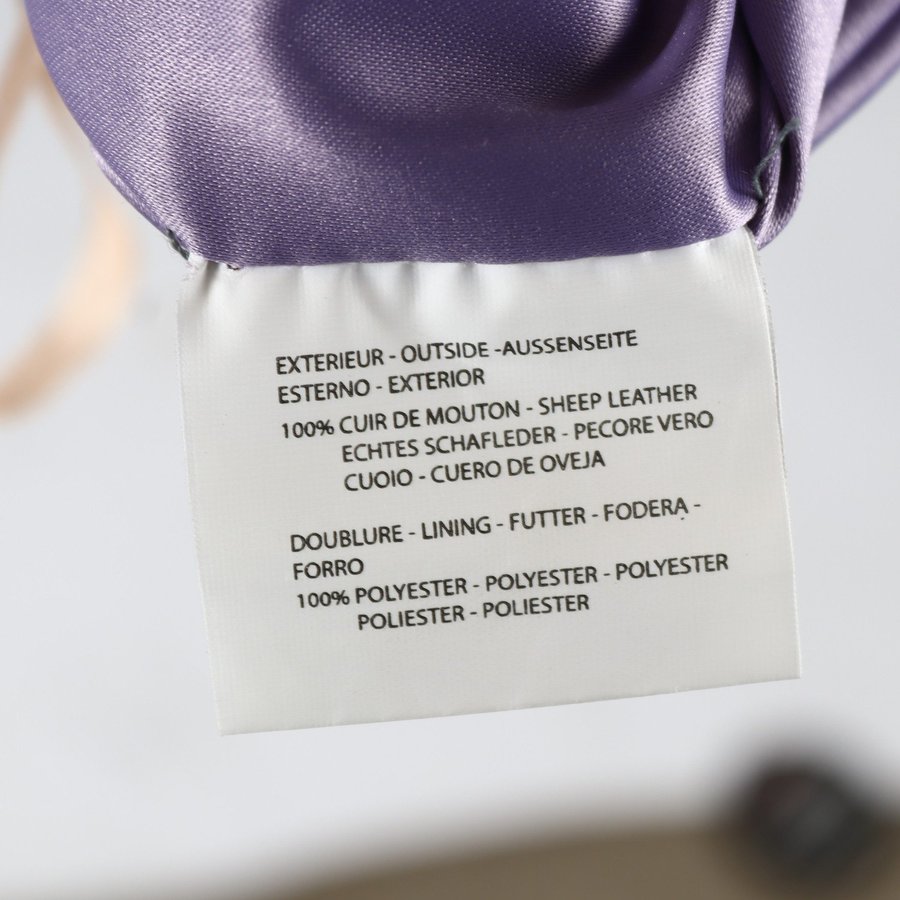 EXTERIEUR - OUTSIDE -AUSSENSEITE
ESTERNO - EXTERIOR
100% CUIR DE MOUTON - SHEEP LEATHER
ECHTES SCHAFLEDER - PECORE VERO
CUOIO - CUERO DE OVEJA
DOUBLURE - LINING - FUTTER - FODERA -
FORRO
100% POLYESTER - POLYESTER - POLYESTER
POLIESTER - POLIESTER